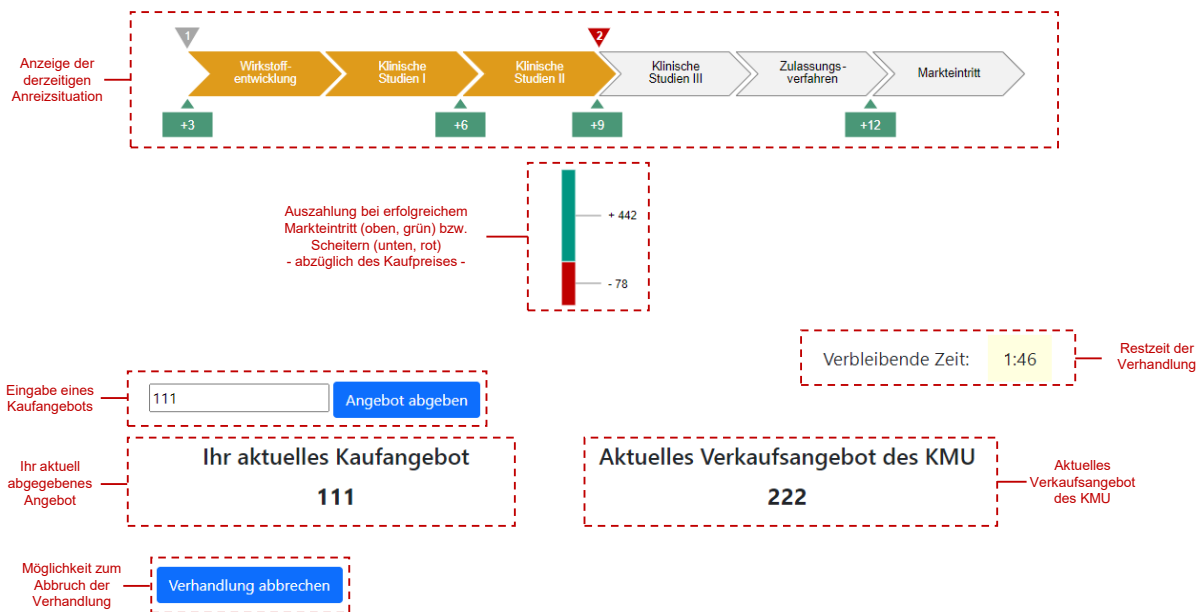 1
2
Anzeige der
derzeitigen
Anreizsituation
Wirkstoff-
entwicklung
Klinische
Studien I
Klinische
Studien II
Klinische
Studien III
Zulassungs-
verfahren
Markteintritt
+3
+6
+9
+12
Auszahlung bei erfolgreichem
Markteintritt (oben, grün) bzw.
Scheitern (unten, rot)
- abzüglich des Kaufpreises -
+ 442
- 78
Verbleibende Zeit: 1:46
Restzeit der
Verhandlung
Eingabe eines
Kaufangebots
111
Angebot abgeben
Ihr aktuell
abgegebenes
Angebot
Ihr aktuelles Kaufangebot
111
Aktuelles Verkaufsangebot des KMU
222
Aktuelles
Verkaufsangebot
des KMU
Möglichkeit zum
Abbruch der
Verhandlung
Verhandlung abbrechen